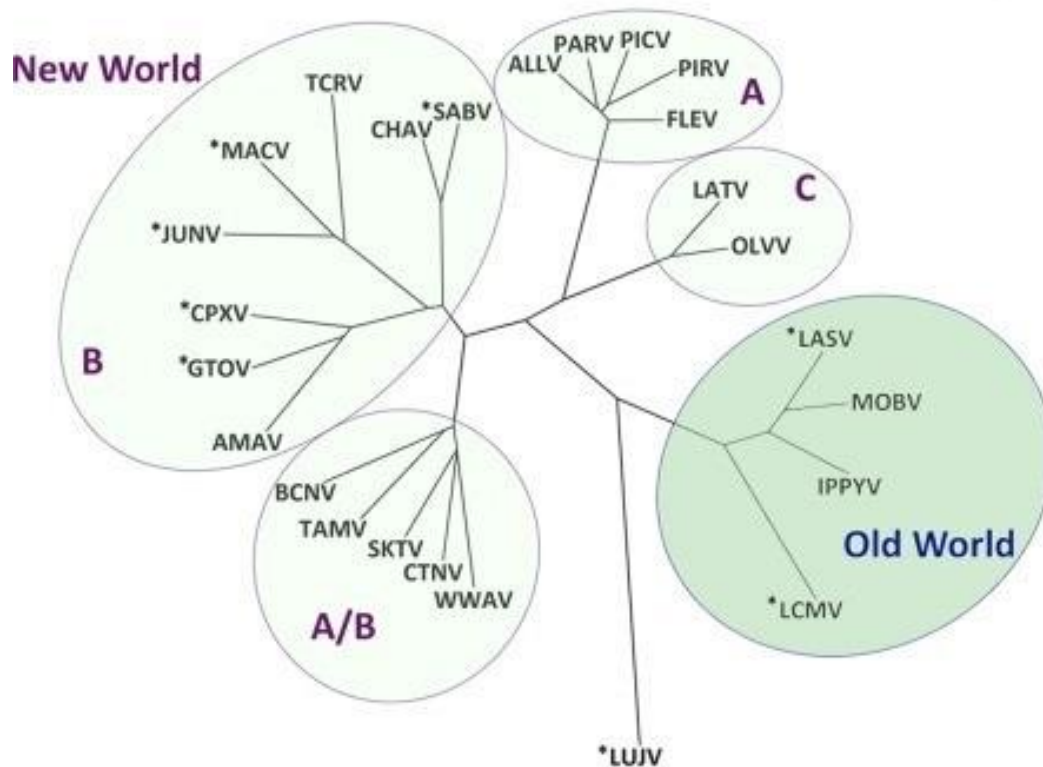 New World
TCRV
CHAV
*SABV
*MACV
*JUNV
*CPXV
*GTOV
AMAV
B
ALLV
PARV
PICV
PIRV
FLEV
A
LATV
OLVV
C
*LASV
MOBV
IPPYV
*LCMV
Old World
BCNV
TAMV
SKTV
CTNV
WWAV
A/B
*LUJV